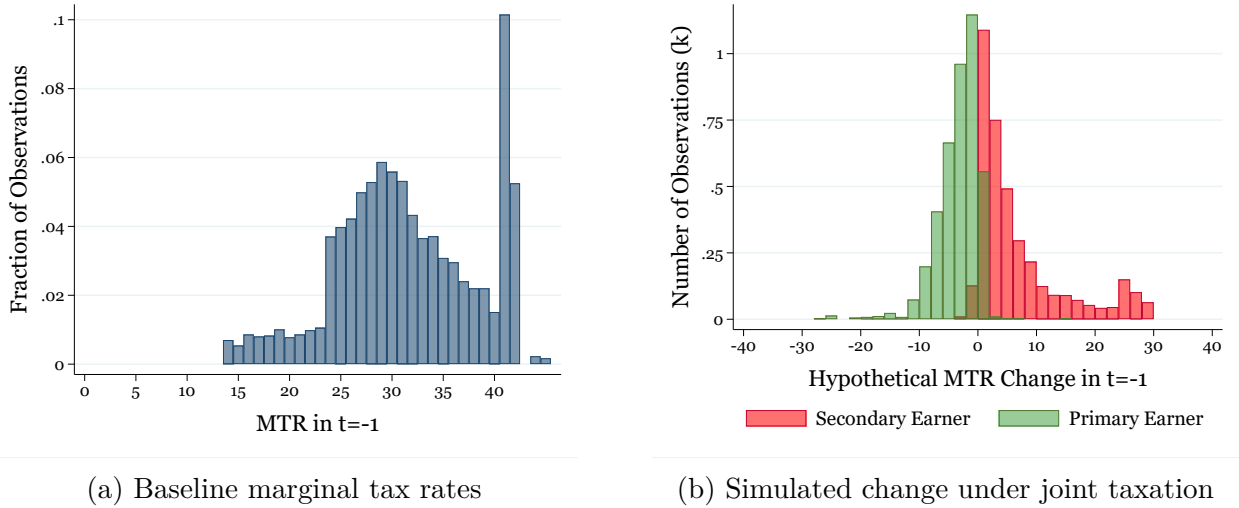 .1
.08
.06
.04
.02
0
Fraction of Observations
0 5 10 15 20 25 30 35 40
MTR in t=-1
(a) Baseline marginal tax rates
1
.75
.5
.25
0
Number of Observations (k)
-40 -30 -20 -10 0 10 20 30 40
Hypothetical MTR Change in t=-1
Secondary Earner Primary Earner
(b) Simulated change under joint taxation